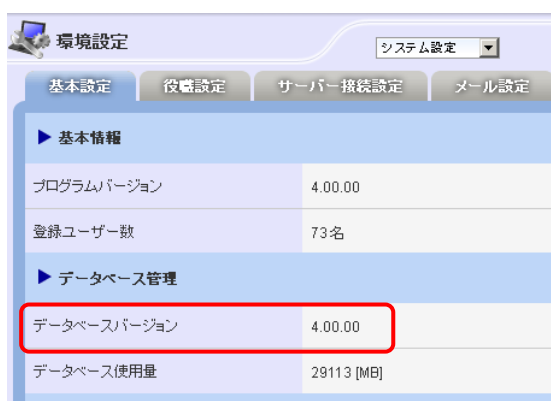 環境設定
システム設定
基本設定 役職設定 サーバー接続設定 メール設定
基本情報
プログラムバージョン 4.00.00
登録ユーザー数 73名
データベース管理
データベースバージョン 4.00.00
データベース使用量 29113 [MB]